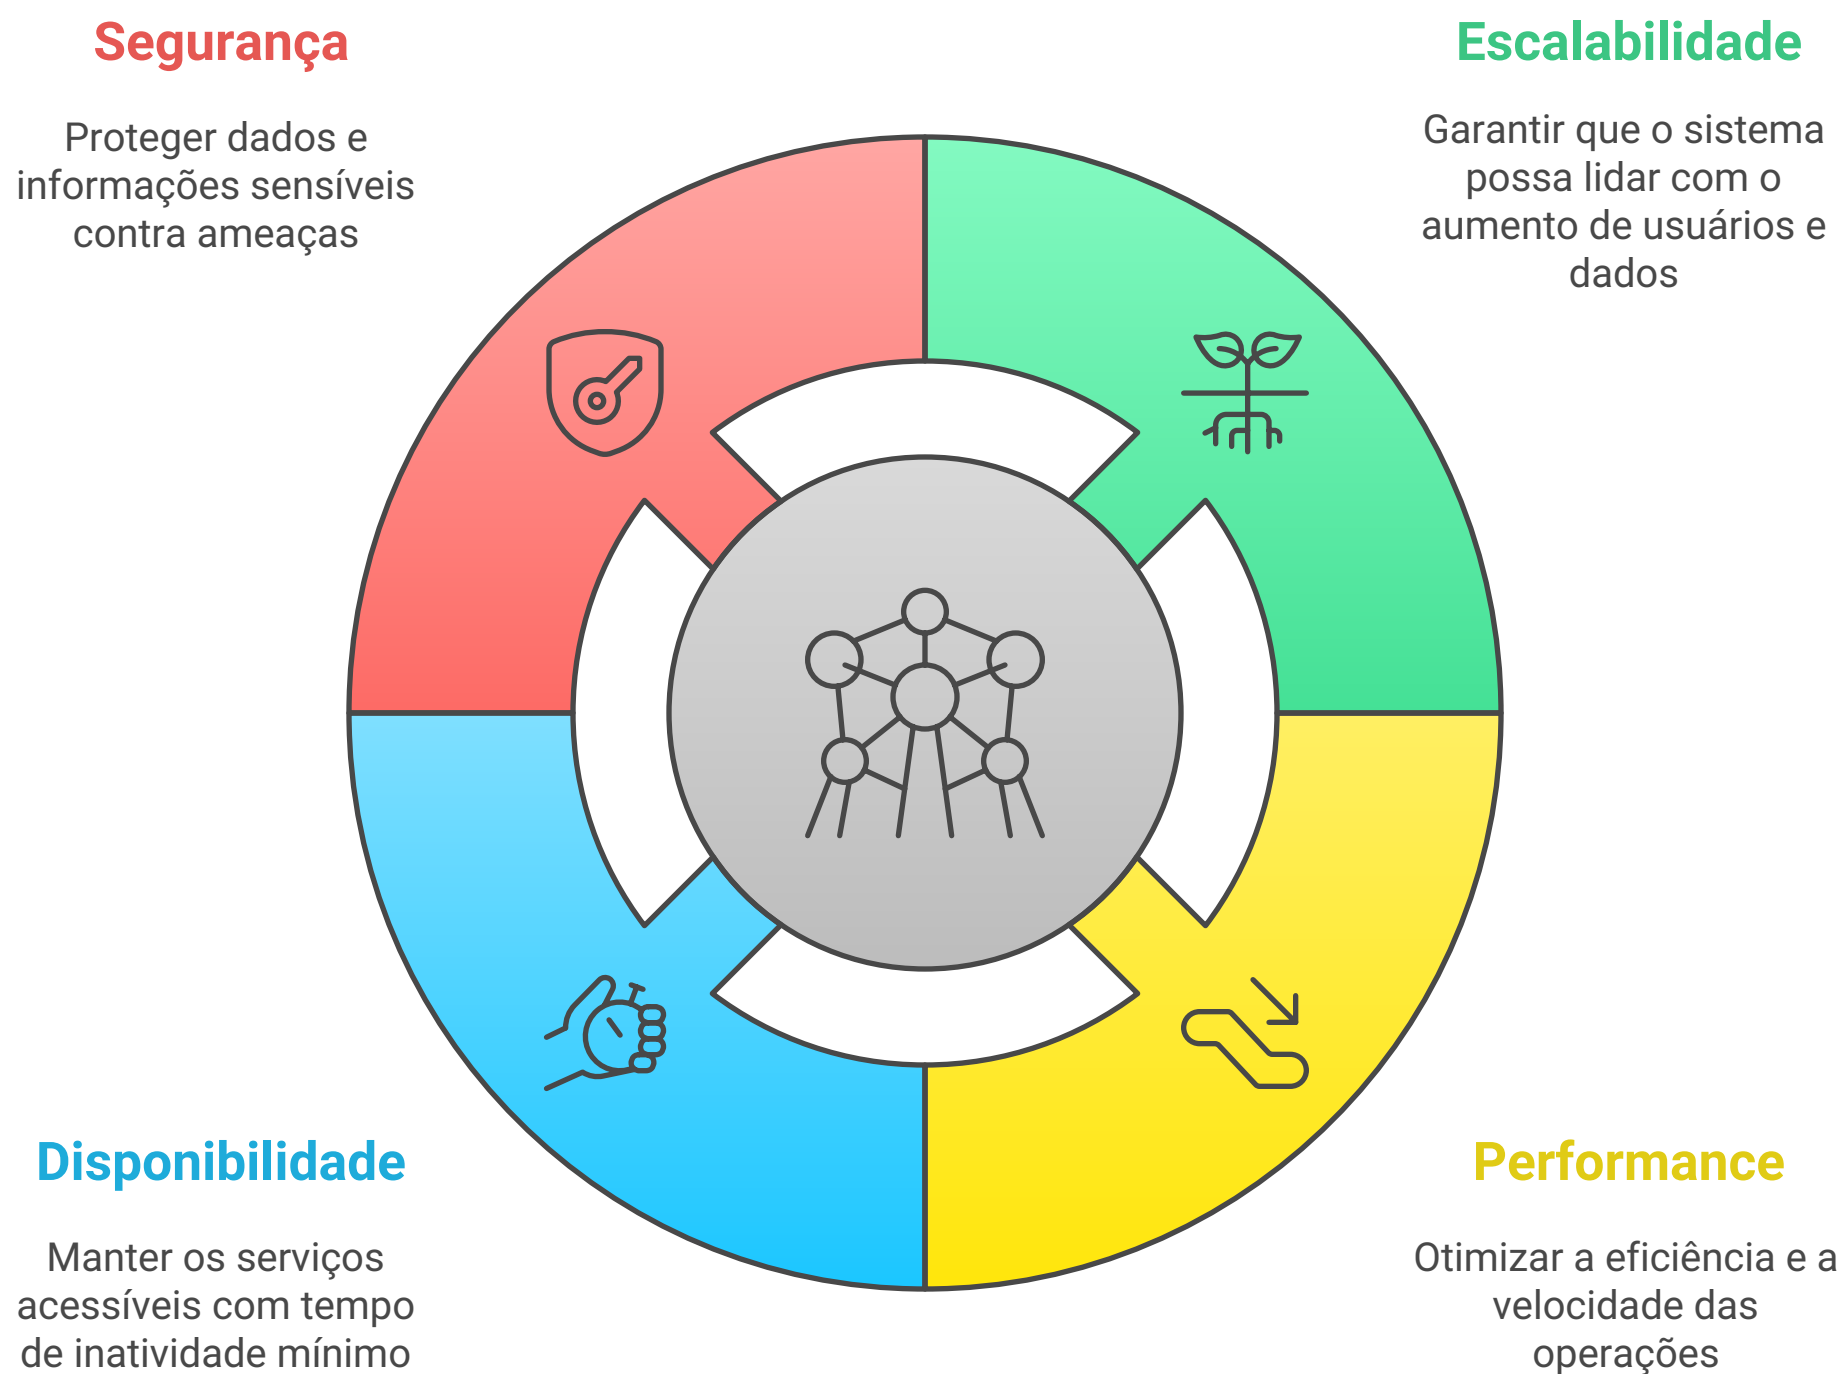 Segurança
Proteger dados e
informações sensíveis
contra ameaças
Escalabilidade
Garantir que o sistema
possa lidar com o
aumento de usuários e
dados
Disponibilidade
Manter os serviços
acessíveis com tempo
de inatividade mínimo
Performance
Otimizar a eficiência e a
velocidade das
operações